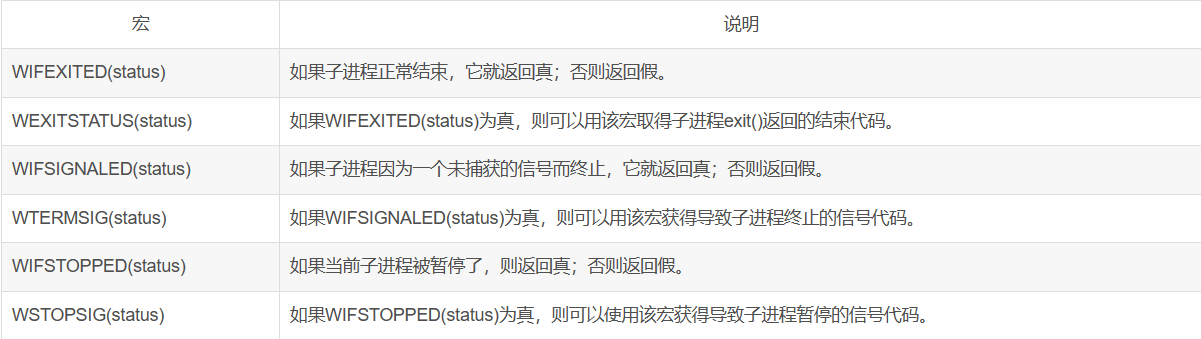 宏 说明
WIFEXITED(status) 如果子进程正常结束，它就返回真；否则返回假。
WEXITSTATUS(status) 如果WIFEXITED(status)为真，则可以用该宏取得子进程exit()返回的结束代码。
WIFSIGNALED(status) 如果子进程因为一个未捕获的信号而终止，它就返回真；否则返回假。
WTERMSIG(status) 如果WIFSIGNALED(status)为真，则可以用该宏获得导致子进程终止的信号代码。
WIFSTOPPED(status) 如果当前子进程被暂停了，则返回真；否则返回假。
WSTOPSIG(status) 如果WIFSTOPPED(status)为真，则可以使用该宏获得导致子进程暂停的信号代码。